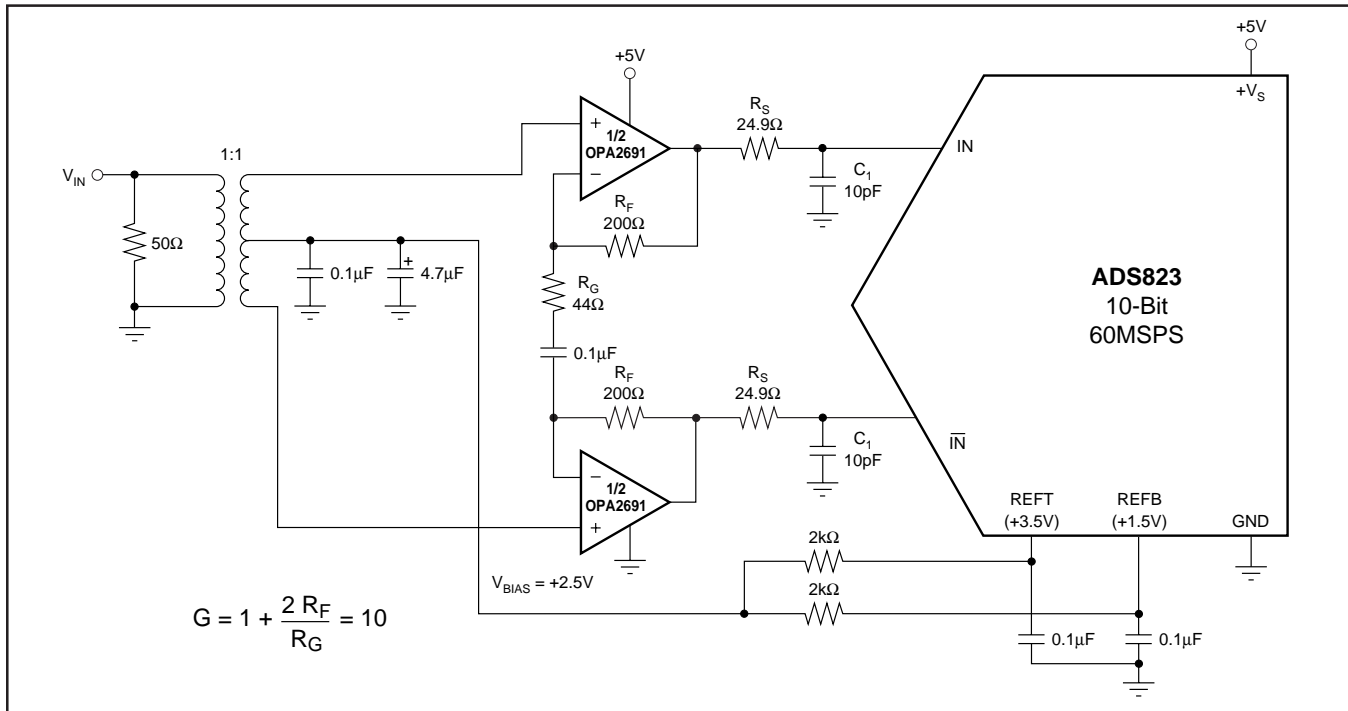 +5V
+V_S
+5V
1:1
V_IN
50Ω
0.1µF
+
4.7µF
+
−
1/2
OPA2691
R_F
200Ω
R_G
44Ω
0.1µF
R_F
200Ω
−
+
1/2
OPA2691
R_S
24.9Ω
C_1
10pF
R_S
24.9Ω
C_1
10pF
IN
I̅N̅
ADS823
10-Bit
60MSPS
REFT
(+3.5V)
REFB
(+1.5V)
GND
2kΩ
2kΩ
V_BIAS = +2.5V
0.1µF
0.1µF
G = 1 + 2 R_F / R_G = 10